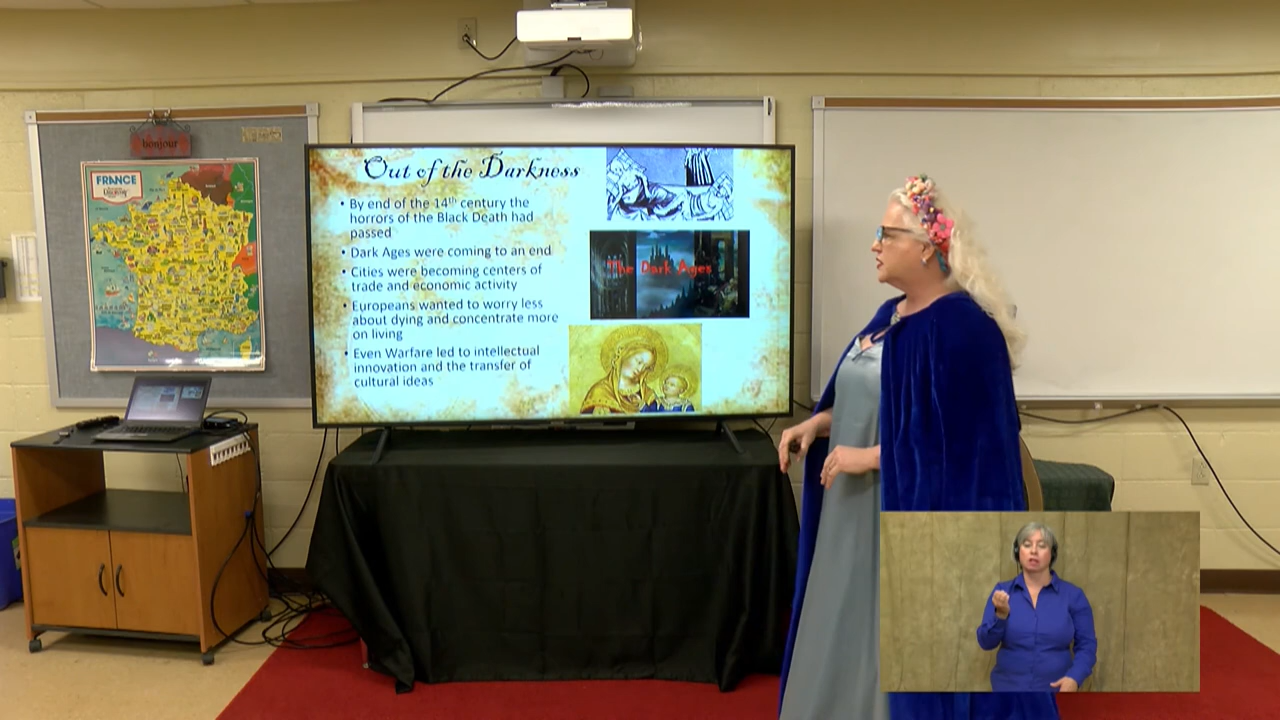 bonjour
FRANCE
Out of the Darkness
• By end of the 14th century the
horrors of the Black Death had
passed
• Dark Ages were coming to an end
• Cities were becoming centers of
trade and economic activity
• Europeans wanted to worry less
about dying and concentrate more
on living
• Even Warfare led to intellectual
innovation and the transfer of
cultural ideas
The Dark Ages